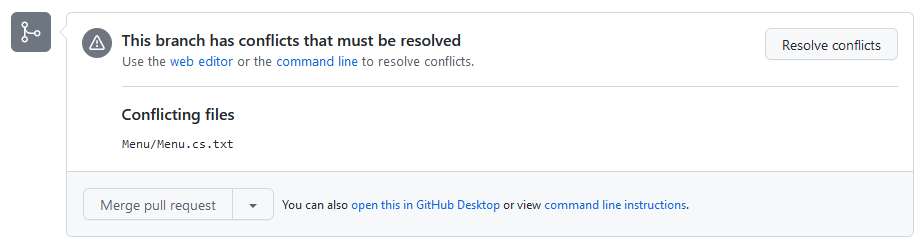 This branch has conflicts that must be resolved
Resolve conflicts
Use the web editor or the command line to resolve conflicts.
Conflicting files
Menu/Menu.cs.txt
Merge pull request
You can also open this in GitHub Desktop or view command line instructions.